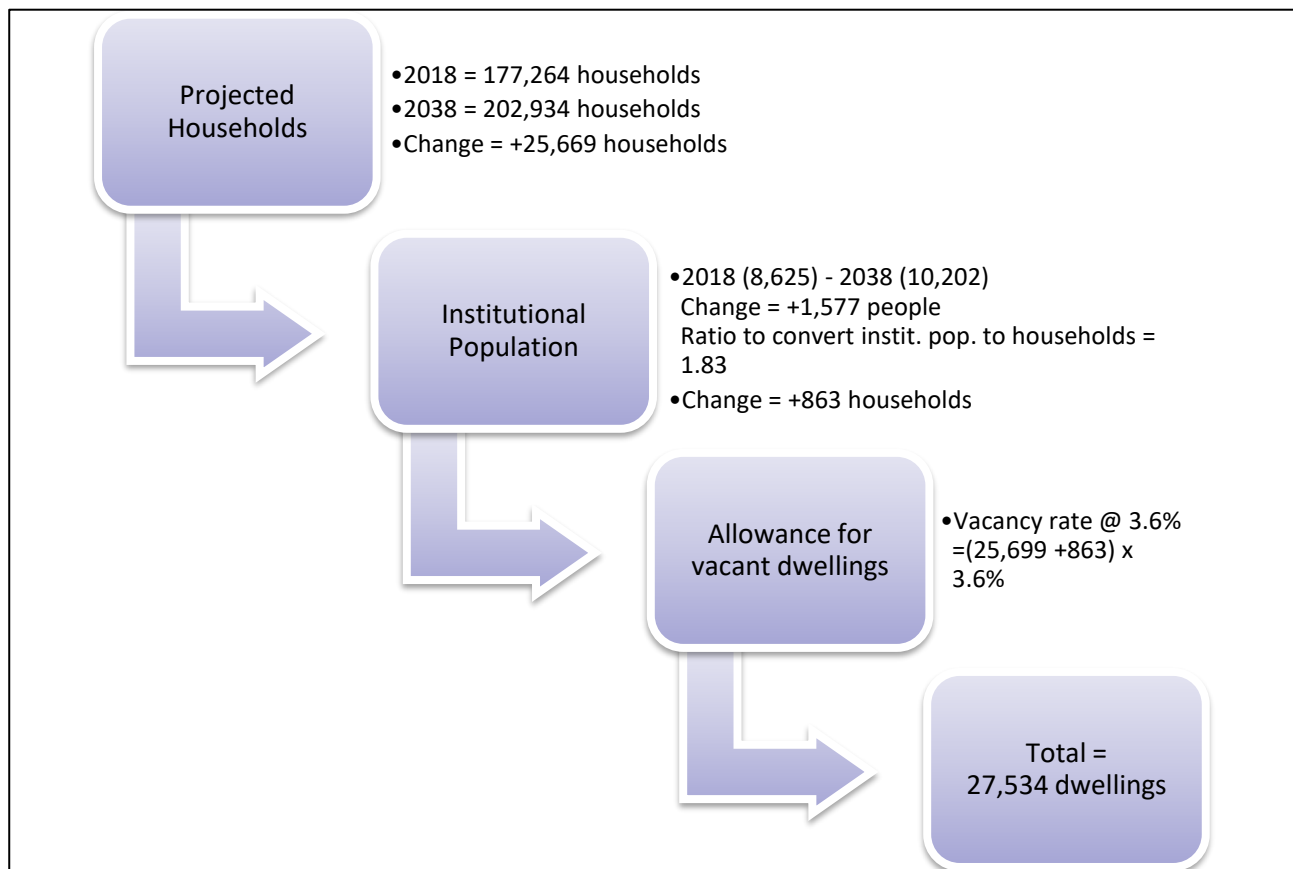 Projected
Households
•2018 = 177,264 households
•2038 = 202,934 households
•Change = +25,669 households
Institutional
Population
•2018 (8,625) - 2038 (10,202)
Change = +1,577 people
Ratio to convert instit. pop. to households =
1.83
•Change = +863 households
Allowance for
vacant dwellings
•Vacancy rate @ 3.6%
=(25,699 +863) x
3.6%
Total =
27,534 dwellings